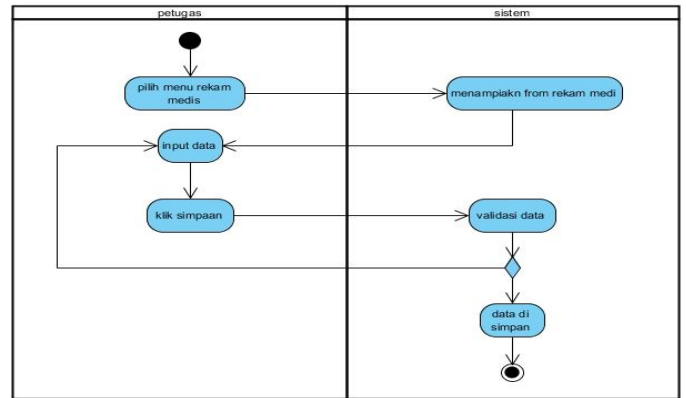 petugas
sistem
pilih menu rekam
medis
menampiakn from rekam medi
input data
klik simpaan
validasi data
data di
simpan